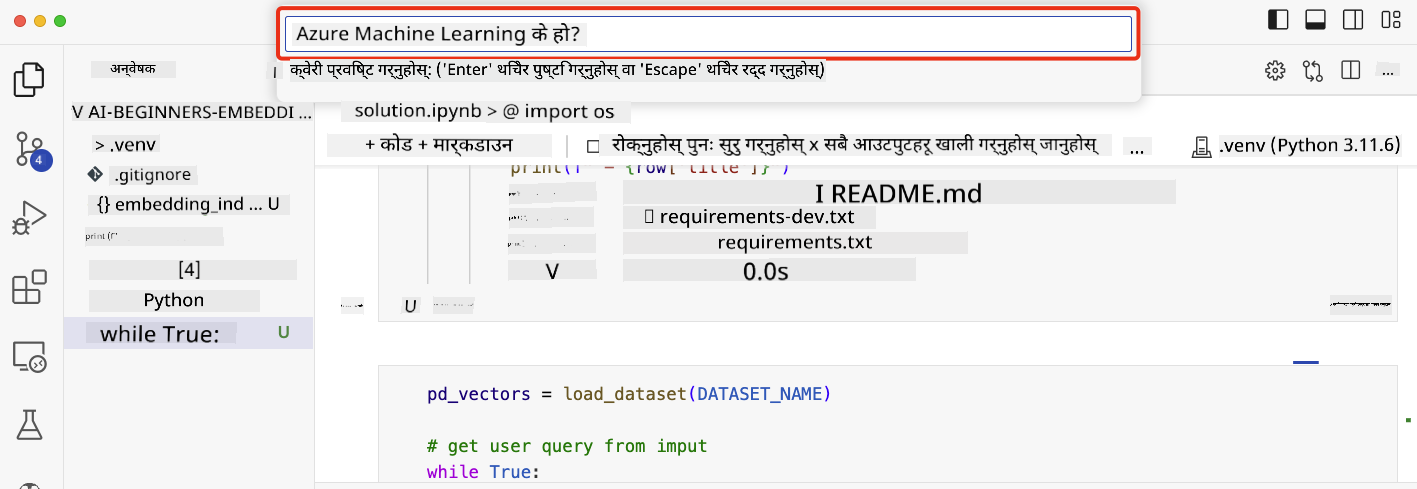 Azure Machine Learning के हो?
क्वेरी प्रविष्टि गर्नुहोस्: ('Enter' थिचेर पुष्टि गर्नुहोस् वा 'Escape' थिचेर रद्द गर्नुहोस्)
अन्वेषक
...
V AI-BEGINNERS-EMBEDDI ...
> .venv
.gitignore
{} embedding_ind ... U
print (f"
[4]
Python
while True:
U
4
solution.ipynb > @ import os
+ कोड + मार्कडाउन
रोक्नुहोस् पुनः सुरु गर्नुहोस् x सबै आउटपुटहरू खाली गर्नुहोस् जानुहोस्
...
.venv (Python 3.11.6)
print(f" - {row['title']}")
I README.md
requirements-dev.txt
requirements.txt
V
0.0s
U
pd_vectors = load_dataset(DATASET_NAME)
# get user query from imput
while True: